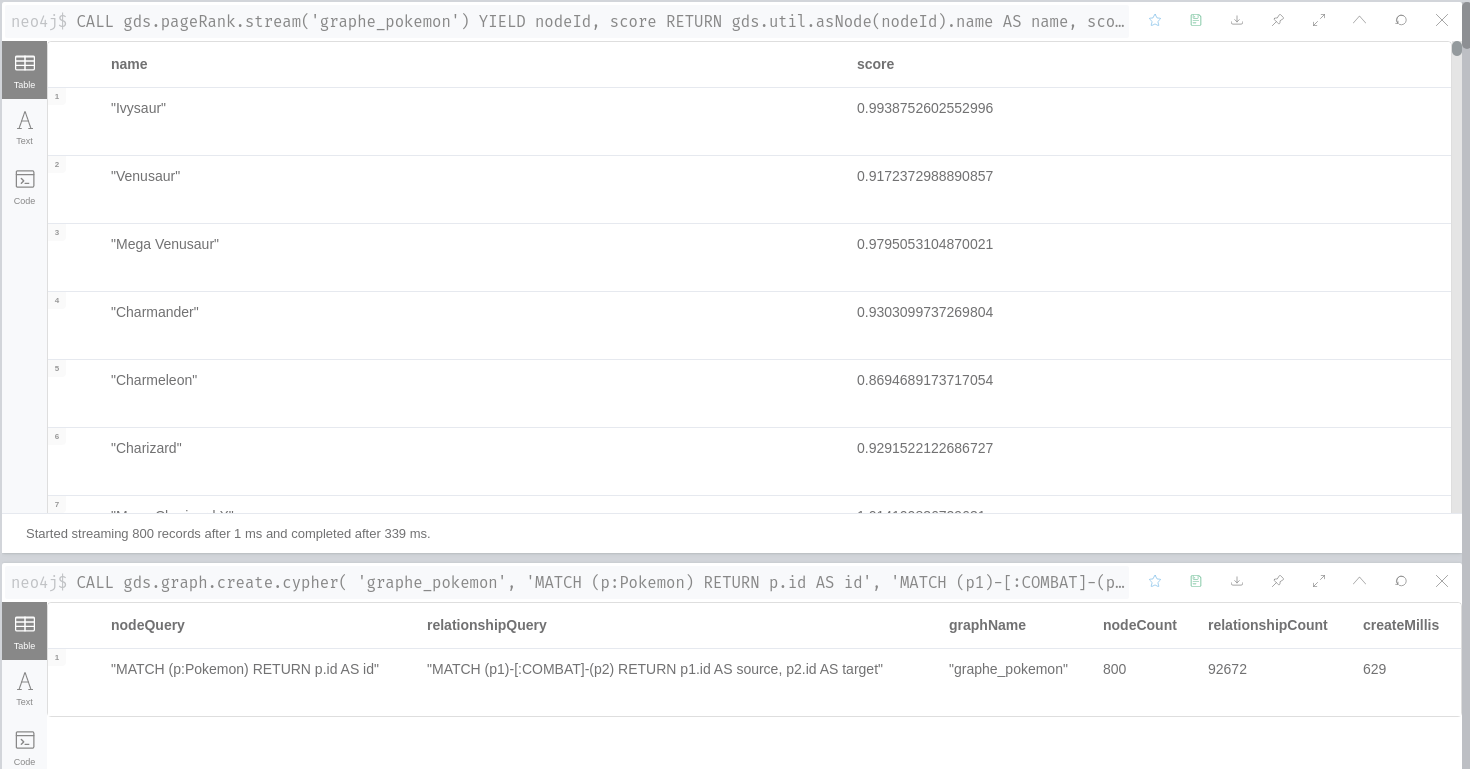 neo4j$ CALL gds.pageRank.stream('graphe_pokemon') YIELD nodeId, score RETURN gds.util.asNode(nodeId).name AS name, sco…
Table
Text
Code
name score
1 "Ivysaur" 0.9938752602552996
2 "Venusaur" 0.9172372988890857
3 "Mega Venusaur" 0.9795053104870021
4 "Charmander" 0.9303099737269804
5 "Charmeleon" 0.8694689173717054
6 "Charizard" 0.9291522122686727
7
Started streaming 800 records after 1 ms and completed after 339 ms.
neo4j$ CALL gds.graph.create.cypher( 'graphe_pokemon', 'MATCH (p:Pokemon) RETURN p.id AS id', 'MATCH (p1)-[:COMBAT]-(p…
Table
Text
Code
nodeQuery relationshipQuery graphName nodeCount relationshipCount createMillis
1 "MATCH (p:Pokemon) RETURN p.id AS id" "MATCH (p1)-[:COMBAT]-(p2) RETURN p1.id AS source, p2.id AS target" "graphe_pokemon" 800 92672 629